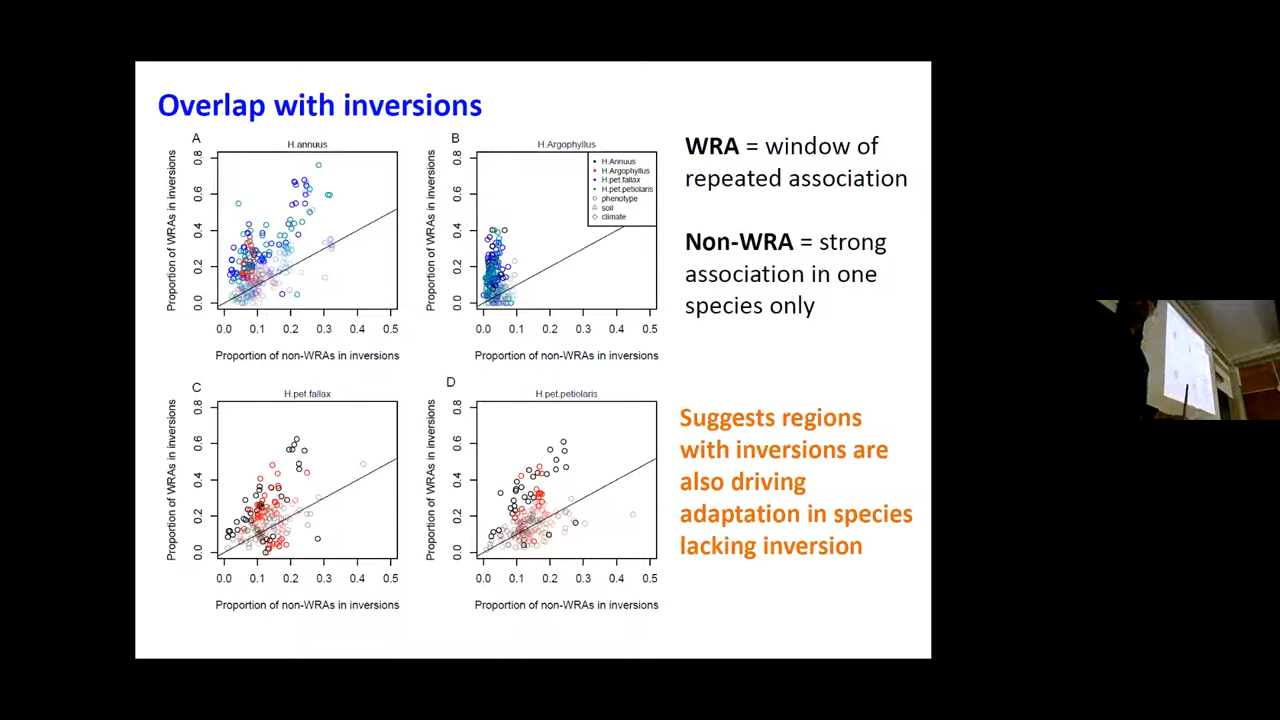 Overlap with inversions
A
H.annuus
Proportion of WRAs in inversions
0.0 0.2 0.4 0.6 0.8
0.0 0.1 0.2 0.3 0.4 0.5
Proportion of non-WRAs in inversions
B
H.Argophyllus
Proportion of WRAs in inversions
0.0 0.2 0.4 0.6 0.8
H.Annuus
H.Argophyllus
H.pet.fallax
H.pet.petiolaris
phenotype
soil
climate
0.0 0.1 0.2 0.3 0.4 0.5
Proportion of non-WRAs in inversions
C
H.pet.fallax
Proportion of WRAs in inversions
0.0 0.2 0.4 0.6 0.8
0.0 0.1 0.2 0.3 0.4 0.5
Proportion of non-WRAs in inversions
D
H.pet.petiolaris
Proportion of WRAs in inversions
0.0 0.2 0.4 0.6 0.8
0.0 0.1 0.2 0.3 0.4 0.5
Proportion of non-WRAs in inversions
WRA = window of
repeated association
Non-WRA = strong
association in one
species only
Suggests regions
with inversions are
also driving
adaptation in species
lacking inversion